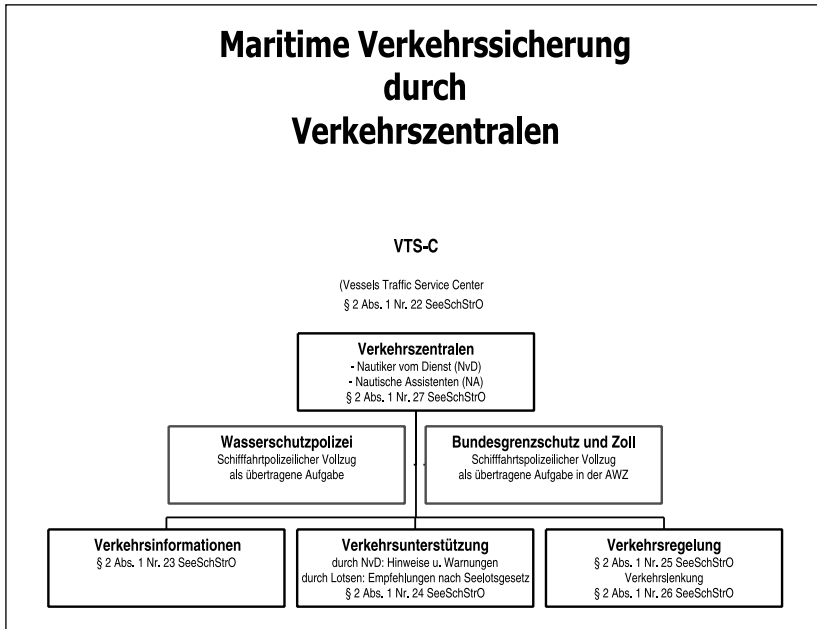 Maritime Verkehrssicherung
durch
Verkehrszentralen
VTS-C
(Vessels Traffic Service Center
§ 2 Abs. 1 Nr. 22 SeeSchStrO
Verkehrszentralen
- Nautiker vom Dienst (NvD)
- Nautische Assistenten (NA)
§ 2 Abs. 1 Nr. 27 SeeSchStrO
Wasserschutzpolizei
Schifffahrtpolizeilicher Vollzug
als übertragene Aufgabe
Bundesgrenzschutz und Zoll
Schifffahrtspolizeilicher Vollzug
als übertragene Aufgabe in der AWZ
Verkehrsinformationen
§ 2 Abs. 1 Nr. 23 SeeSchStrO
Verkehrsunterstützung
durch NvD: Hinweise u. Warnungen
durch Lotsen: Empfehlungen nach Seelotsgesetz
§ 2 Abs. 1 Nr. 24 SeeSchStrO
Verkehrsregelung
§ 2 Abs. 1 Nr. 25 SeeSchStrO
Verkehrslenkung
§ 2 Abs. 1 Nr. 26 SeeSchStrO